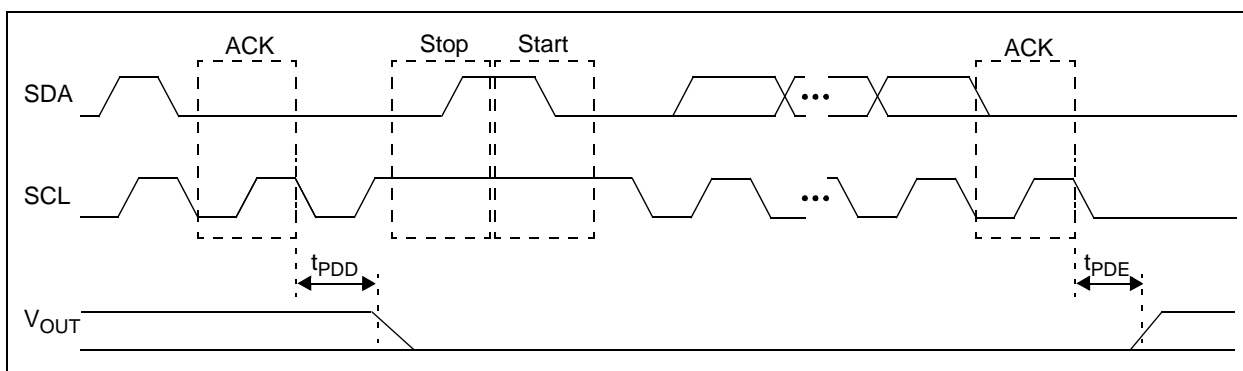 ACK Stop Start ACK
SDA
•••
SCL
•••
tPDD tPDE
VOUT